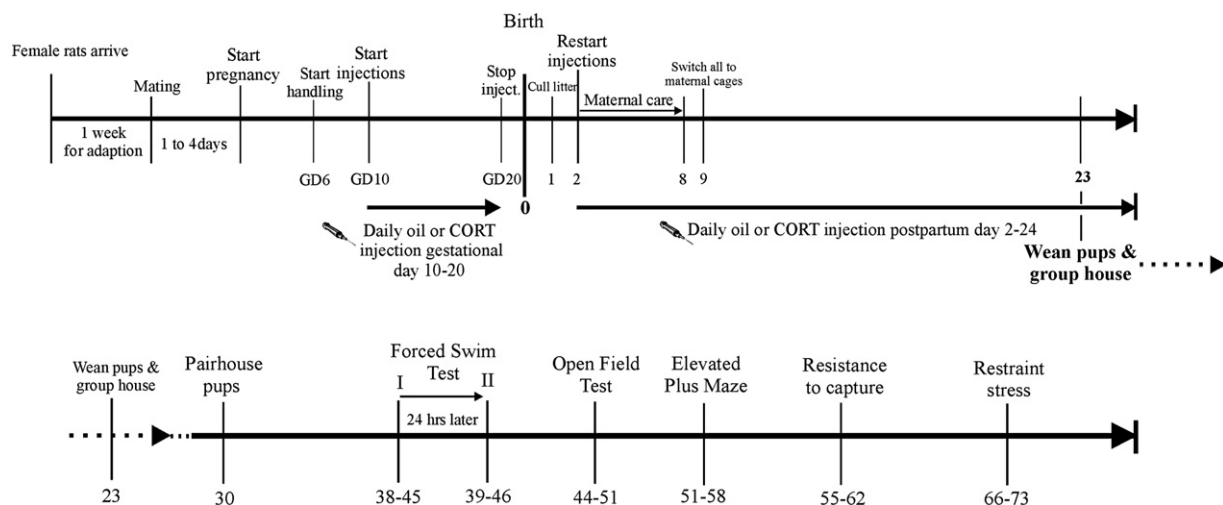 Birth
Female rats arrive
Mating
Start
pregnancy
Start
handling
Start
injections
Stop
inject.
Cull litter
Restart
injections
Maternal care
Switch all to
maternal cages
1 week
for adaption
1 to 4days
GD6
GD10
GD20
0
1
2
8
9
23
Daily oil or CORT
injection gestational
day 10-20
Daily oil or CORT injection postpartum day 2-24
Wean pups &
group house
Wean pups &
group house
Pairhouse
pups
Forced Swim
Test
I
II
24 hrs later
Open Field
Test
Elevated
Plus Maze
Resistance
to capture
Restraint
stress
23
30
38-45
39-46
44-51
51-58
55-62
66-73